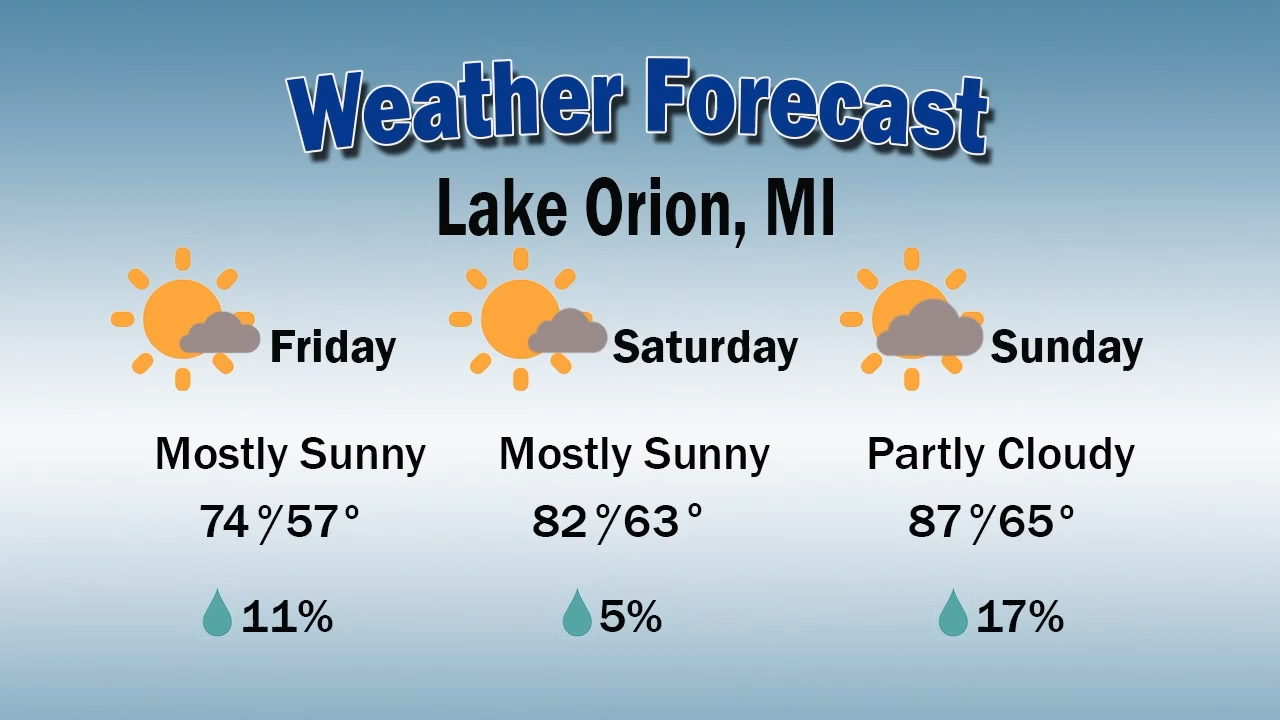 Weather Forecast
Lake Orion, MI
Friday Saturday Sunday
Mostly Sunny Mostly Sunny Partly Cloudy
74°/57° 82°/63° 87°/65°
11% 5% 17%